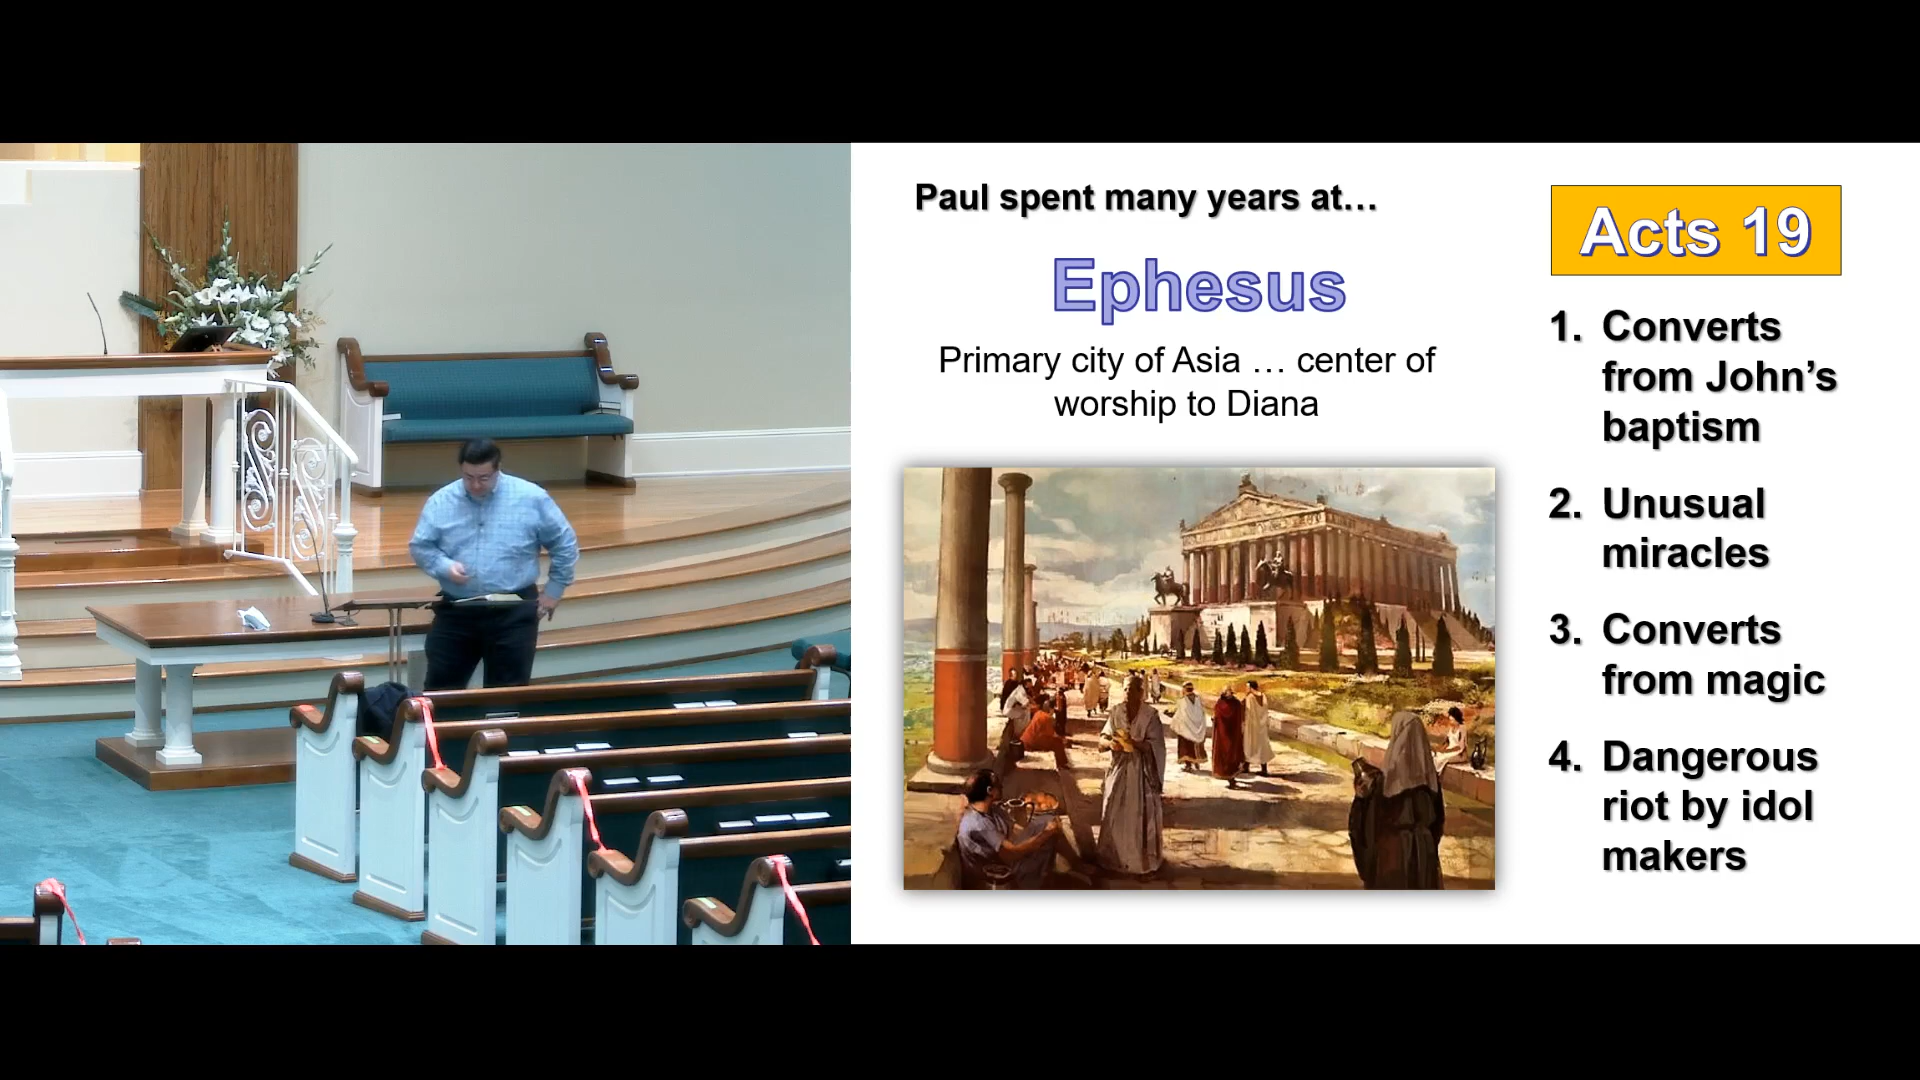 Paul spent many years at…
Ephesus
Primary city of Asia … center of
worship to Diana
Acts 19
1. Converts
from John’s
baptism
2. Unusual
miracles
3. Converts
from magic
4. Dangerous
riot by idol
makers